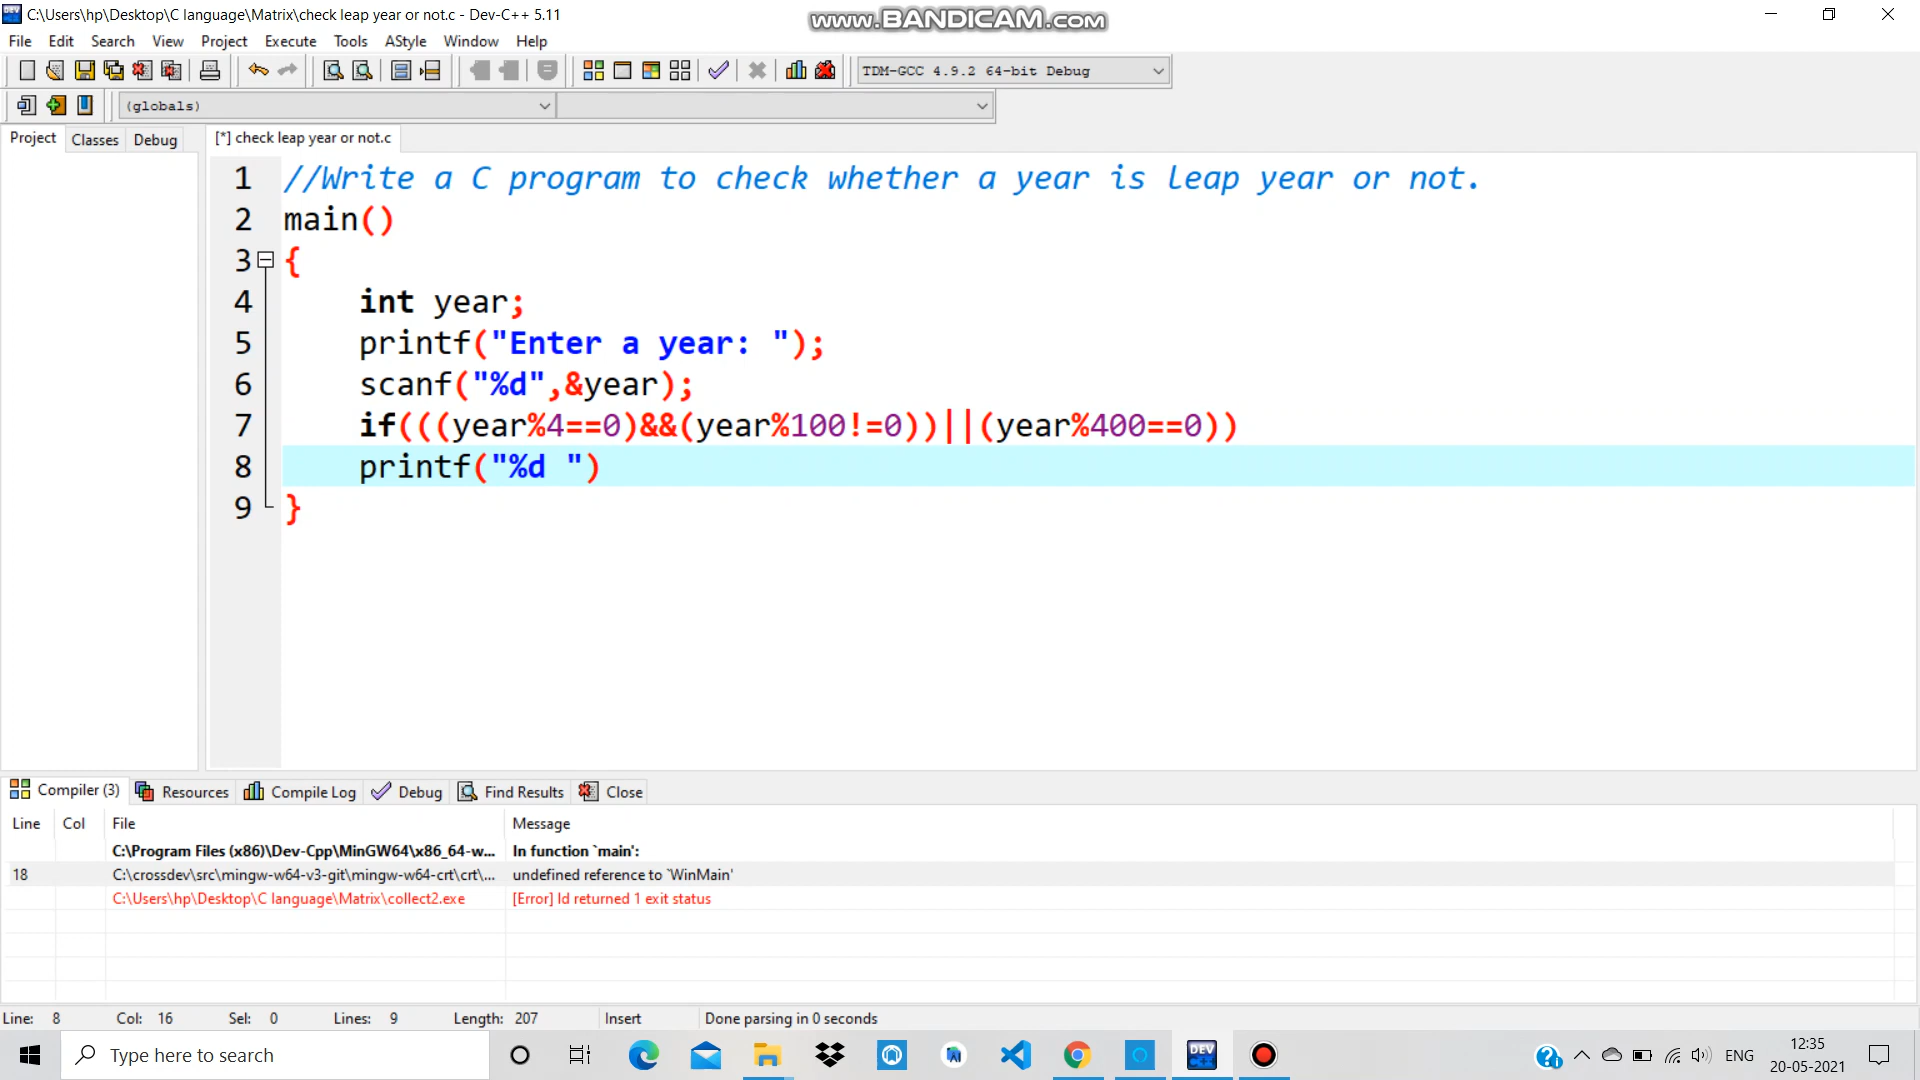 C:\Users\hp\Desktop\C language\Matrix\check leap year or not.c - Dev-C++ 5.11
www.BANDICAM.com
File Edit Search View Project Execute Tools AStyle Window Help
TDM-GCC 4.9.2 64-bit Debug
(globals)
Project Classes Debug [*] check leap year or not.c
1 //Write a C program to check whether a year is leap year or not.
2 main()
3 {
4 int year;
5 printf("Enter a year: ");
6 scanf("%d",&year);
7 if(((year%4==0)&&(year%100!=0))||(year%400==0))
8 printf("%d ")
9 }
Compiler (3) Resources Compile Log Debug Find Results Close
Line Col File Message
C:\Program Files (x86)\Dev-Cpp\MinGW64\x86_64-w... In function `main':
18 C:\crossdev\src\mingw-w64-v3-git\mingw-w64-crt\crt\... undefined reference to `WinMain'
C:\Users\hp\Desktop\C language\Matrix\collect2.exe [Error] ld returned 1 exit status
Line: 8 Col: 16 Sel: 0 Lines: 9 Length: 207 Insert Done parsing in 0 seconds
Type here to search
DEV
ENG
12:35
20-05-2021